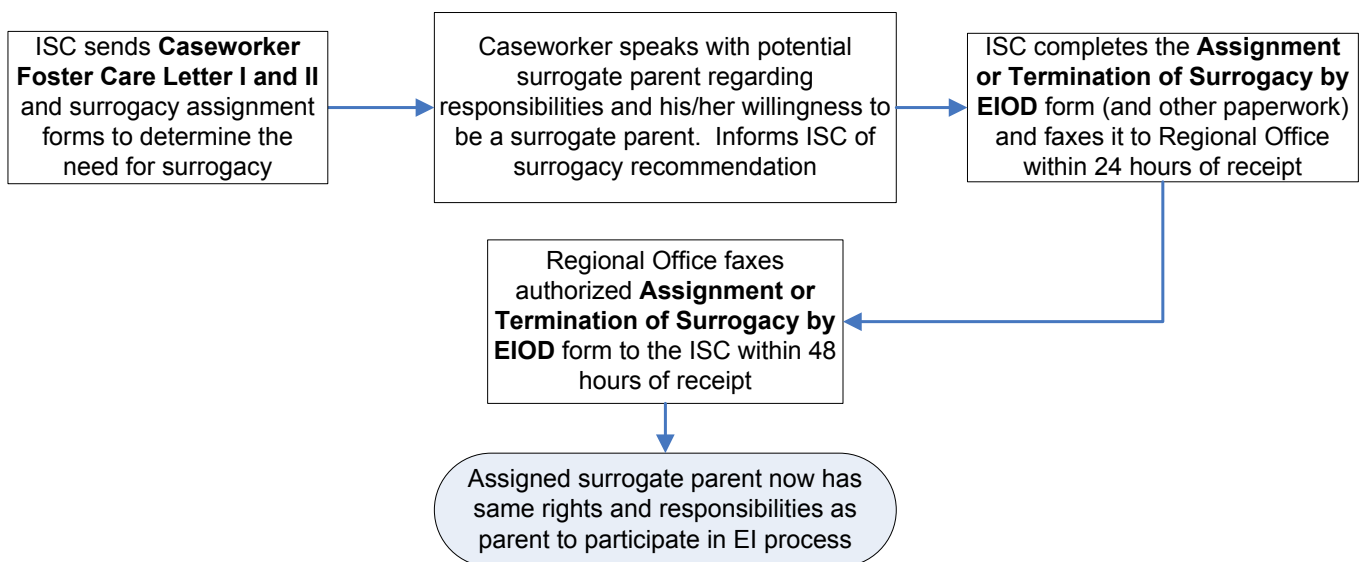 ISC sends Caseworker
Foster Care Letter I and II
and surrogacy assignment
forms to determine the
need for surrogacy
Caseworker speaks with potential
surrogate parent regarding
responsibilities and his/her willingness to
be a surrogate parent.  Informs ISC of
surrogacy recommendation
ISC completes the Assignment
or Termination of Surrogacy by
EIOD form (and other paperwork)
and faxes it to Regional Office
within 24 hours of receipt
Regional Office faxes
authorized Assignment or
Termination of Surrogacy by
EIOD form to the ISC within 48
hours of receipt
Assigned surrogate parent now has
same rights and responsibilities as
parent to participate in EI process